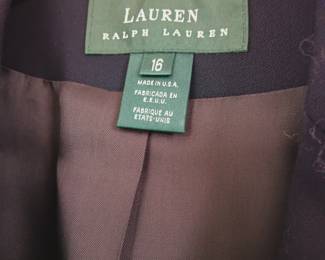 LAUREN
RALPH LAUREN
16
MADE IN U.S.A.
FABRICADA EN
E.E.U.U.
FABRIQUE AU
ETATS-UNIS